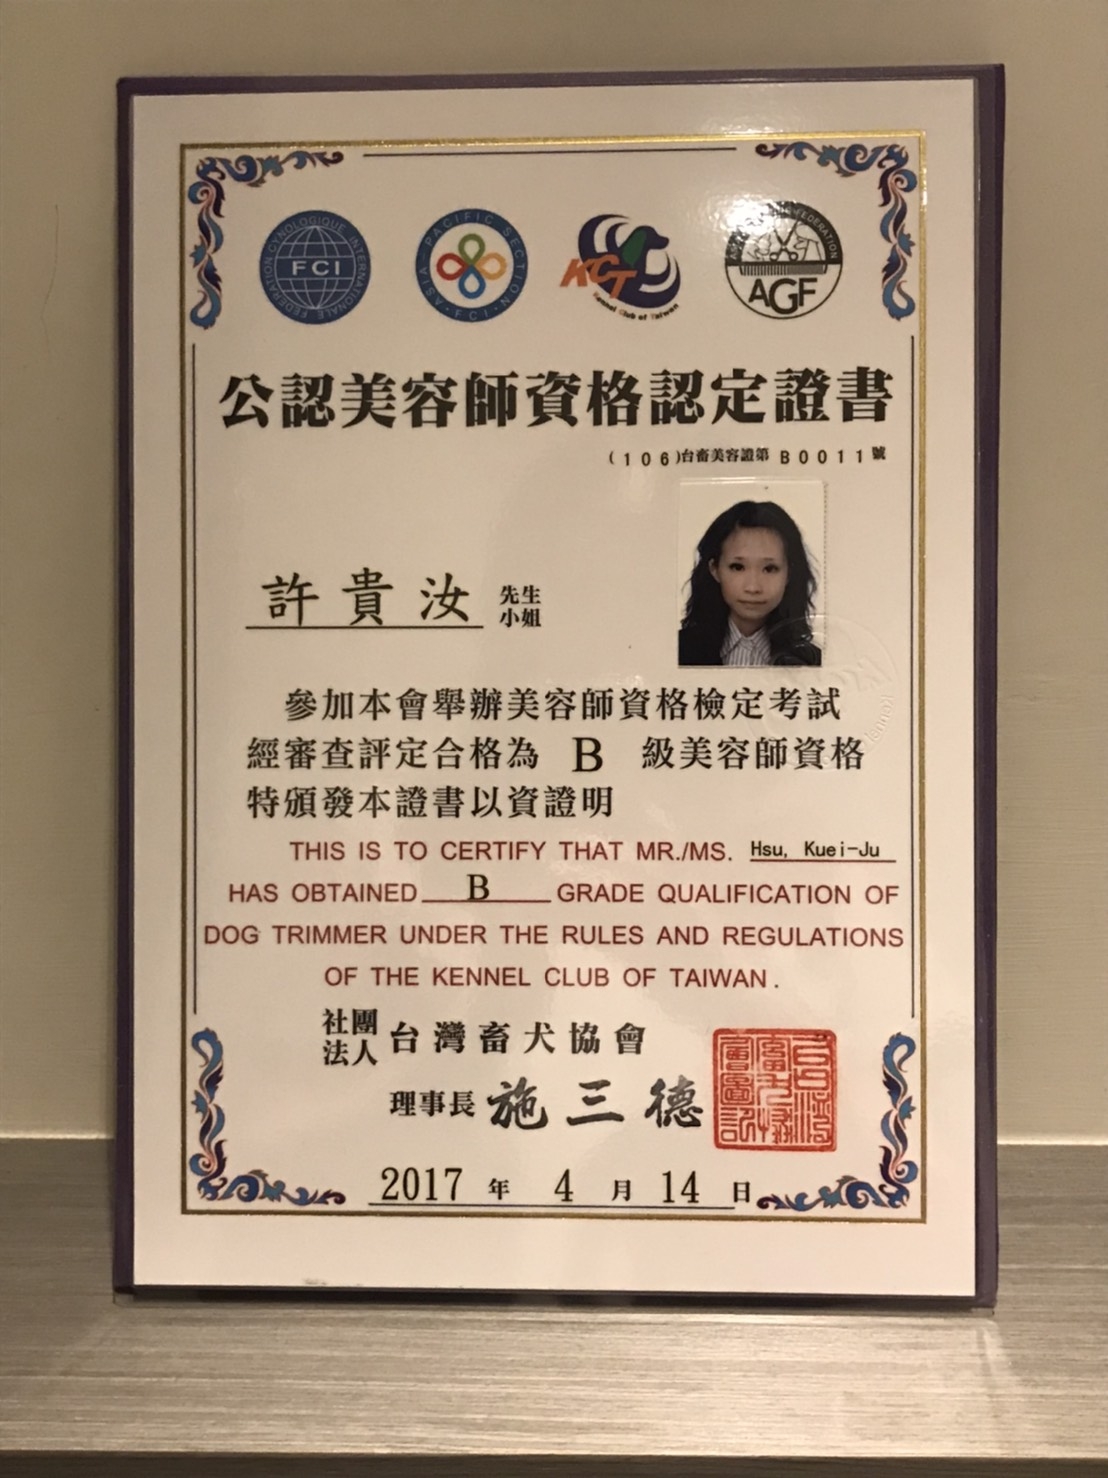 FEDERATION CYNOLOGIQUE INTERNATIONALE
FCI
ASIA - PACIFIC SECTION
· FCI ·
KCT
Kennel Club of Taiwan
FEDERATION
AGF
公認美容師資格認定證書
(106)台畜美容證第 B0011 號
許貴汝 先生
小姐
參加本會舉辦美容師資格檢定考試
經審查評定合格為 B 級美容師資格
特頒發本證書以資證明
THIS IS TO CERTIFY THAT MR./MS. Hsu, Kuei-Ju
HAS OBTAINED B GRADE QUALIFICATION OF
DOG TRIMMER UNDER THE RULES AND REGULATIONS
OF THE KENNEL CLUB OF TAIWAN.
社團法人 台灣畜犬協會
理事長 施三德
2017 年 4 月 14 日